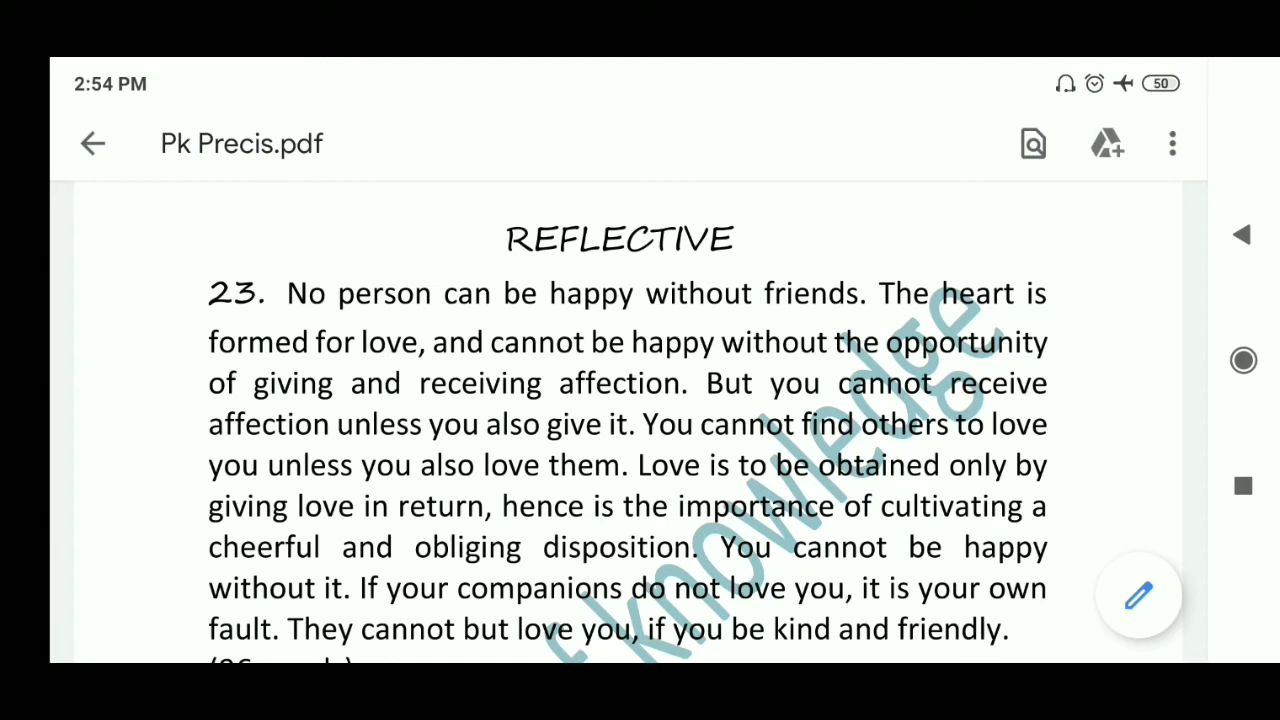 2:54 PM
50
Pk Precis.pdf
REFLECTIVE
23. No person can be happy without friends. The heart is
formed for love, and cannot be happy without the opportunity
of giving and receiving affection. But you cannot receive
affection unless you also give it. You cannot find others to love
you unless you also love them. Love is to be obtained only by
giving love in return, hence is the importance of cultivating a
cheerful and obliging disposition. You cannot be happy
without it. If your companions do not love you, it is your own
fault. They cannot but love you, if you be kind and friendly.
f knowledge